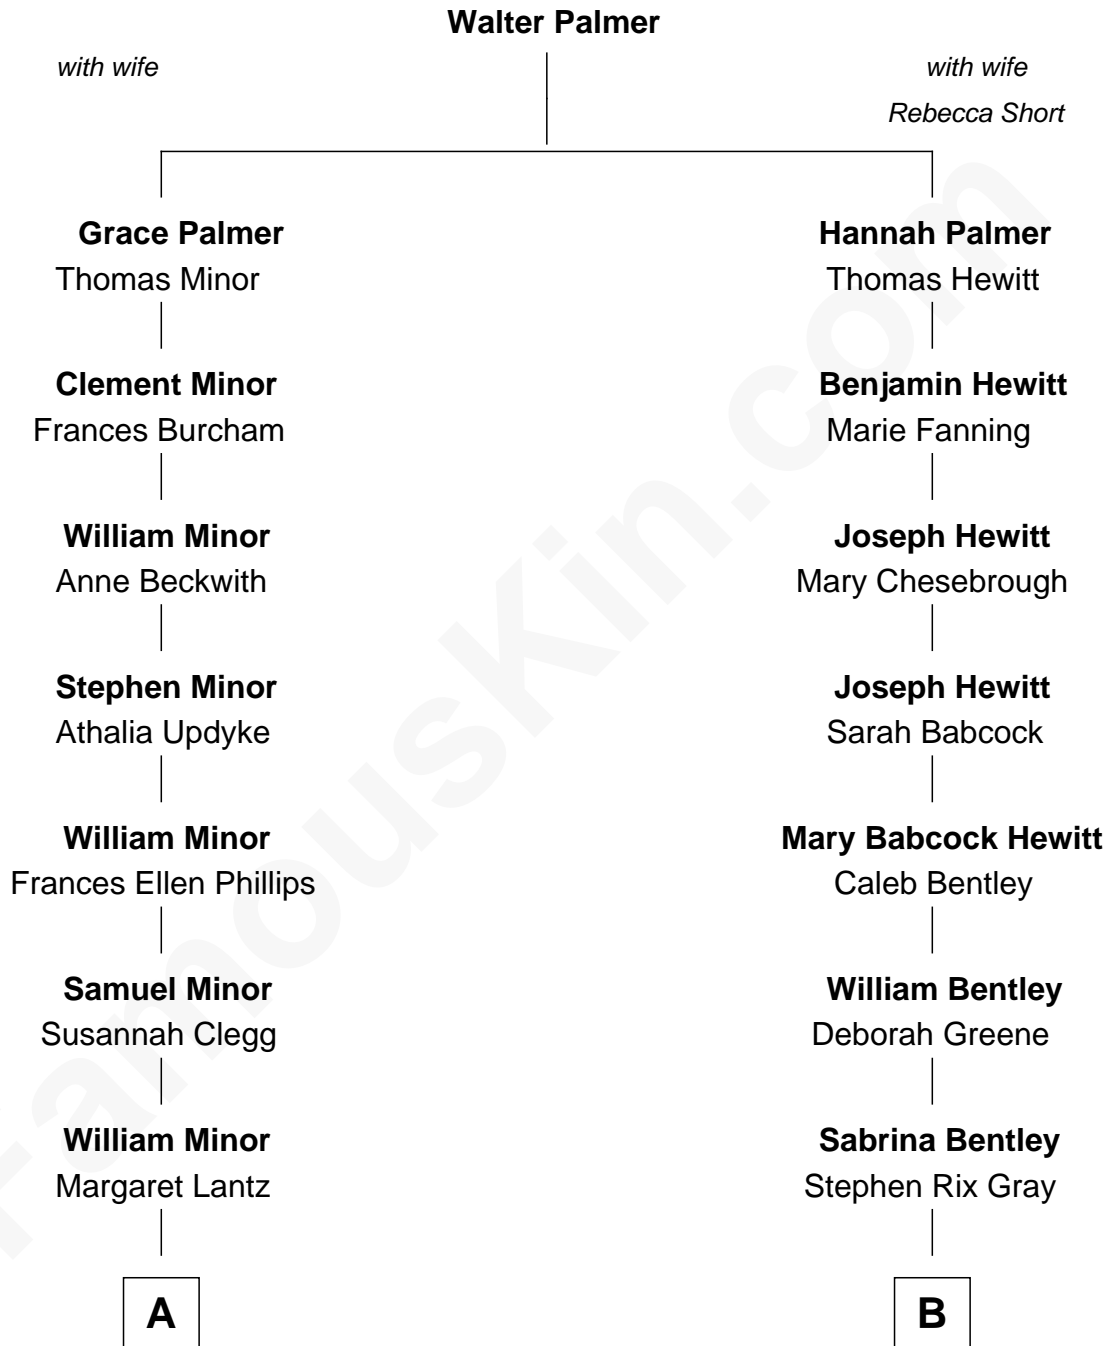 Walter Palmer
with wife
with wife
Rebecca Short
Grace Palmer
Thomas Minor
Hannah Palmer
Thomas Hewitt
Clement Minor
Frances Burcham
Benjamin Hewitt
Marie Fanning
William Minor
Anne Beckwith
Joseph Hewitt
Mary Chesebrough
Stephen Minor
Athalia Updyke
Joseph Hewitt
Sarah Babcock
William Minor
Frances Ellen Phillips
Mary Babcock Hewitt
Caleb Bentley
Samuel Minor
Susannah Clegg
William Bentley
Deborah Greene
William Minor
Margaret Lantz
Sabrina Bentley
Stephen Rix Gray
A
B
FamousKin.com